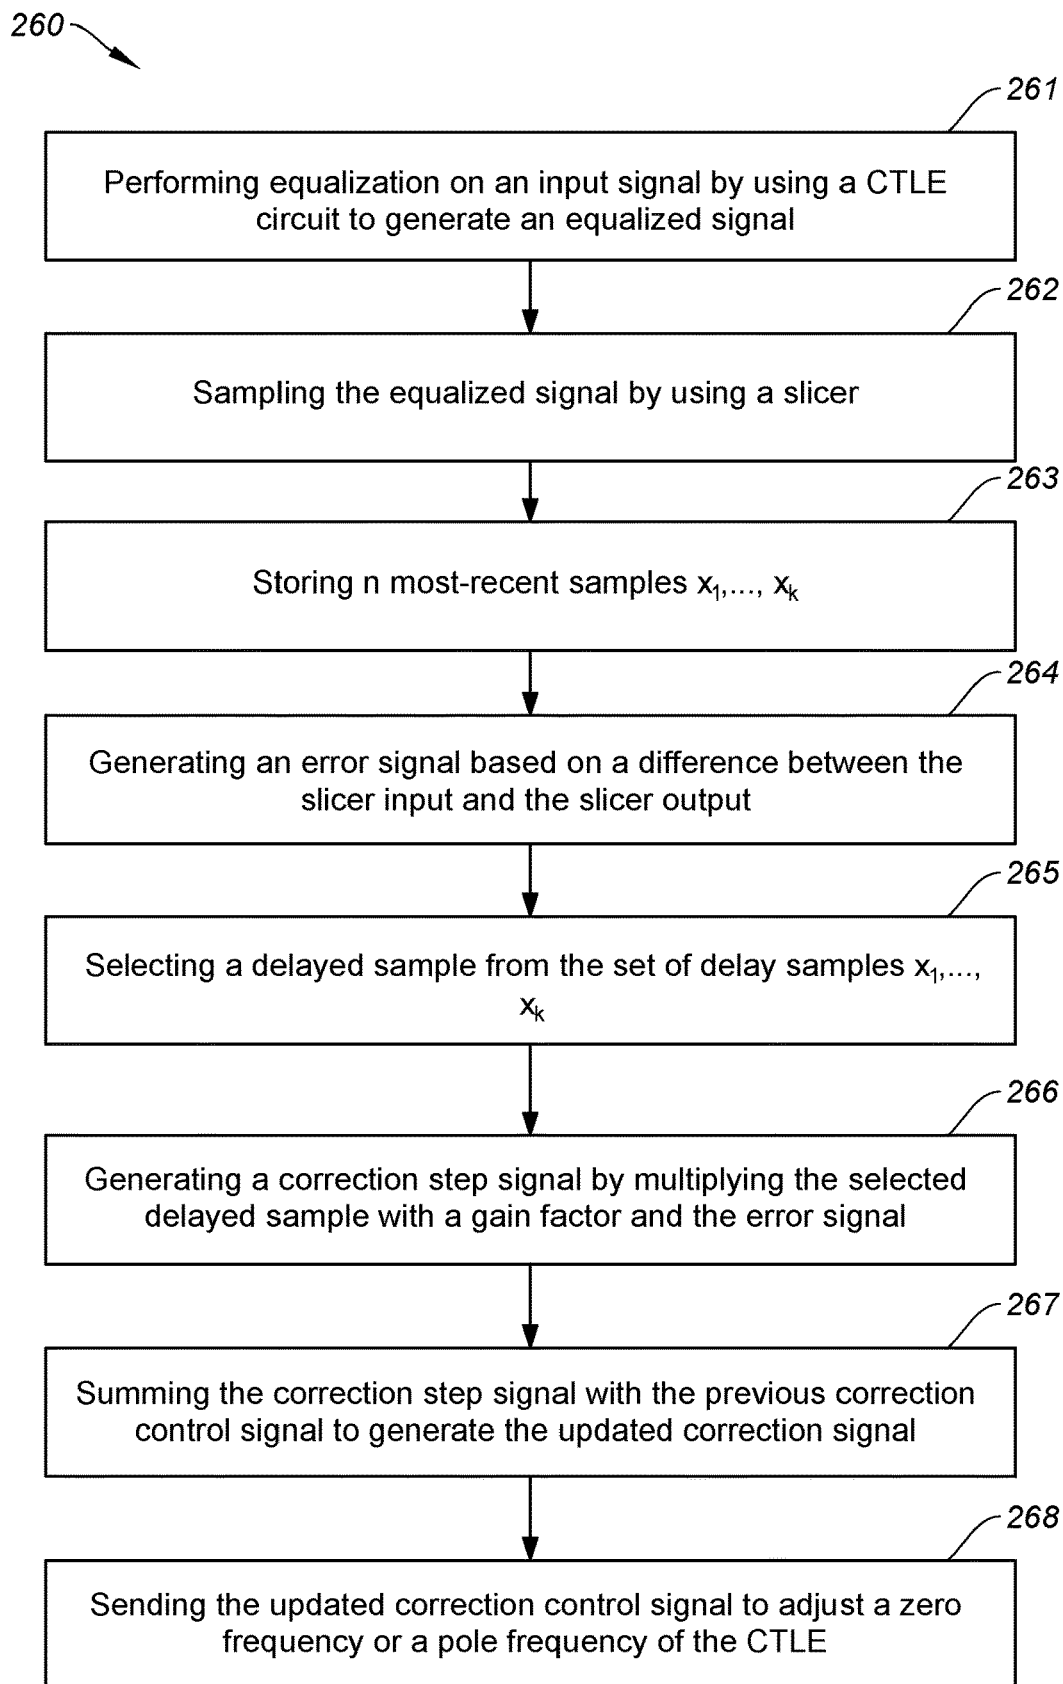 260
261
Performing equalization on an input signal by using a CTLE
circuit to generate an equalized signal
262
Sampling the equalized signal by using a slicer
263
Storing n most-recent samples x₁,..., xₖ
264
Generating an error signal based on a difference between the
slicer input and the slicer output
265
Selecting a delayed sample from the set of delay samples x₁,...,
xₖ
266
Generating a correction step signal by multiplying the selected
delayed sample with a gain factor and the error signal
267
Summing the correction step signal with the previous correction
control signal to generate the updated correction signal
268
Sending the updated correction control signal to adjust a zero
frequency or a pole frequency of the CTLE